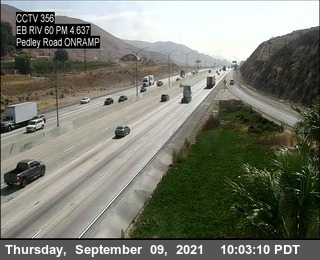 CCTV 356
EB RIV 60 PM 4.637
Pedley Road ONRAMP
Thursday, September 09, 2021 10:03:10 PDT